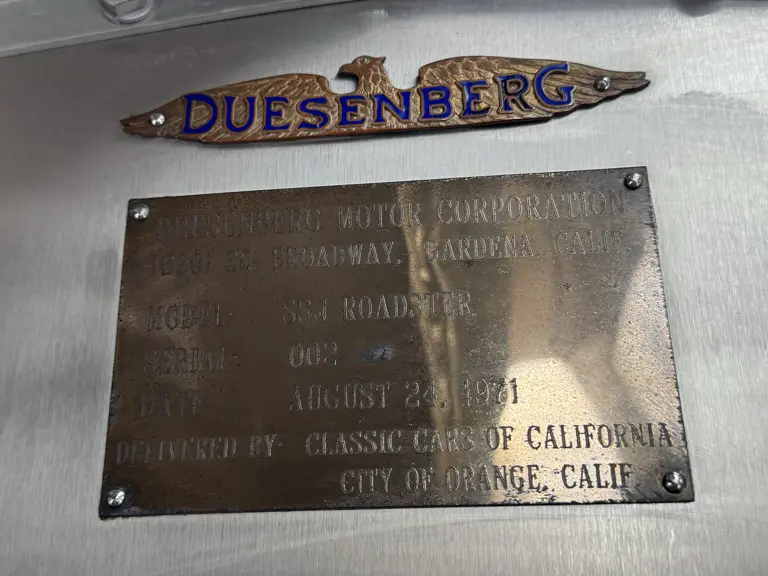 DUESENBERG
DUESENBERG MOTOR CORPORATION
SO. BROADWAY, GARDENA, CALIF.
MODEL: SSJ ROADSTER
SERIAL: 002
DATE: AUGUST 24, 1971
DELIVERED BY: CLASSIC CARS OF CALIFORNIA
CITY OF ORANGE, CALIF.